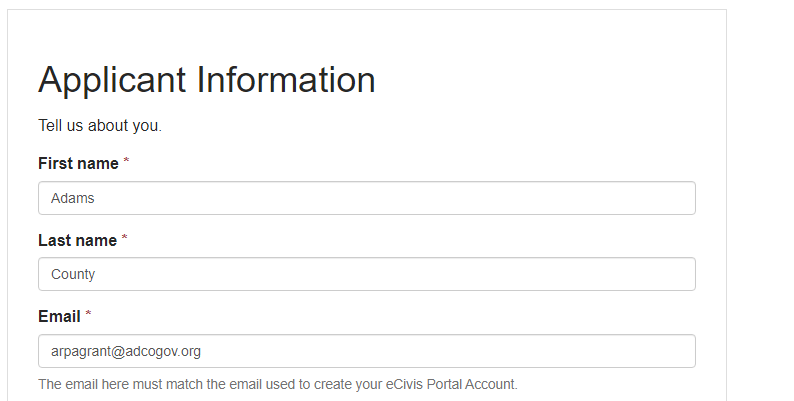 Applicant Information
Tell us about you.
First name *
Adams
Last name *
County
Email *
arpagrant@adcogov.org
The email here must match the email used to create your eCivis Portal Account.